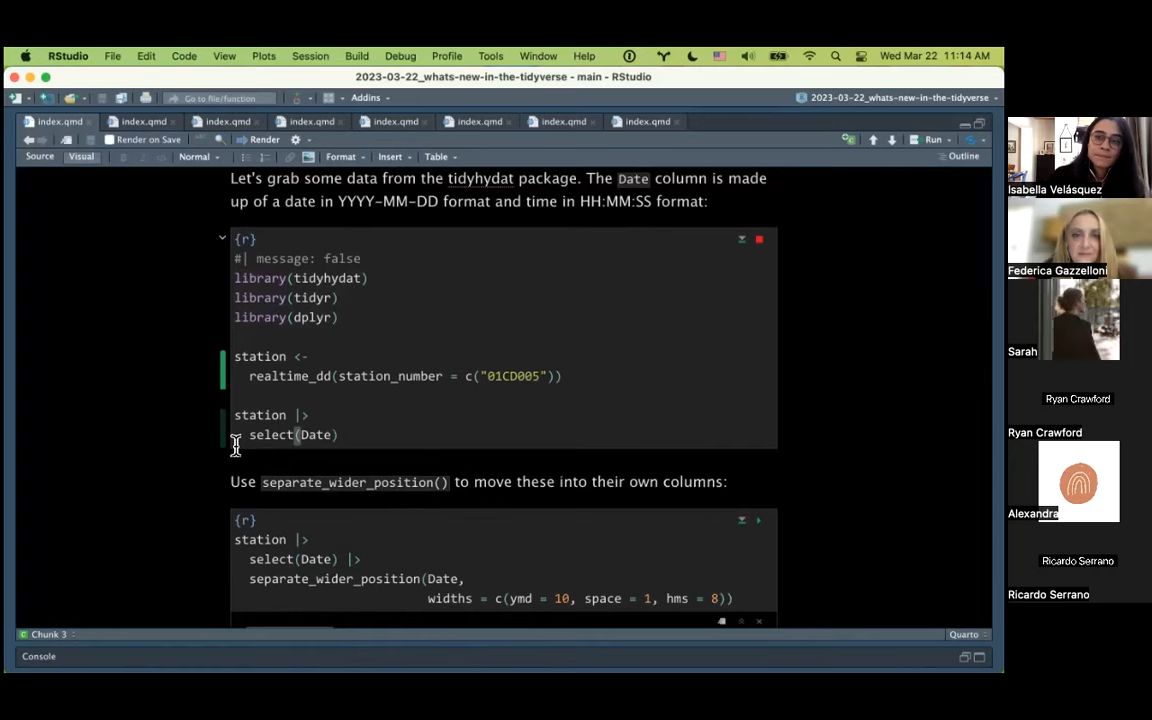 RStudio File Edit Code View Plots Session Build Debug Profile Tools Window Help Wed Mar 22 11:14 AM
2023-03-22_whats-new-in-the-tidyverse - main - RStudio
Go to file/function Addins 2023-03-22_whats-new-in-the-tidyverse
index.qmd index.qmd index.qmd index.qmd index.qmd index.qmd index.qmd index.qmd
Render on Save Render Run
Source Visual B I Normal Format Insert Table Outline
Let's grab some data from the tidyhydat package. The Date column is made
up of a date in YYYY-MM-DD format and time in HH:MM:SS format:
{r}
#| message: false
library(tidyhydat)
library(tidyr)
library(dplyr)
station <-
realtime_dd(station_number = c("01CD005"))
station |>
select(Date)
Use separate_wider_position() to move these into their own columns:
{r}
station |>
select(Date) |>
separate_wider_position(Date,
widths = c(ymd = 10, space = 1, hms = 8))
Chunk 3 Quarto
Console
Isabella Velásquez
Federica Gazzelloni
Sarah
Ryan Crawford
Ryan Crawford
Alexandra
Ricardo Serrano
Ricardo Serrano